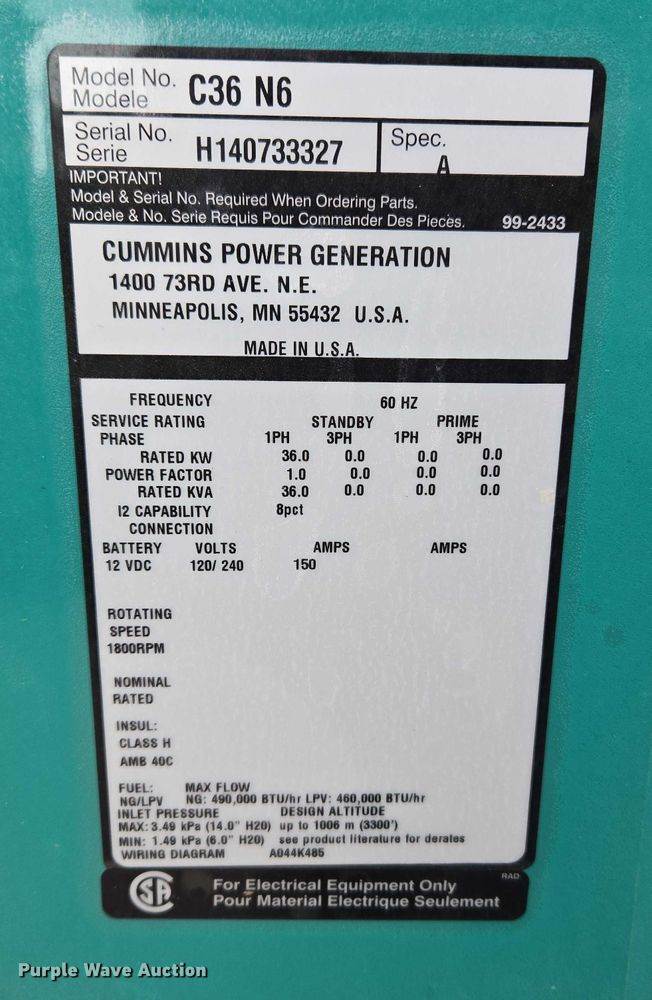 Model No. C36 N6
Modele
Serial No. H140733327 Spec. A
Serie
IMPORTANT!
Model & Serial No. Required When Ordering Parts.
Modele & No. Serie Requis Pour Commander Des Pieces. 99-2433
CUMMINS POWER GENERATION
1400 73RD AVE. N.E.
MINNEAPOLIS, MN 55432 U.S.A.
MADE IN U.S.A.
FREQUENCY 60 HZ
SERVICE RATING STANDBY PRIME
PHASE 1PH 3PH 1PH 3PH
RATED KW 36.0 0.0 0.0 0.0
POWER FACTOR 1.0 0.0 0.0 0.0
RATED KVA 36.0 0.0 0.0 0.0
I2 CAPABILITY 8pct
CONNECTION
BATTERY VOLTS AMPS AMPS
12 VDC 120/ 240 150
ROTATING
SPEED
1800RPM
NOMINAL
RATED
INSUL:
CLASS H
AMB 40C
FUEL: MAX FLOW
NG/LPV NG: 490,000 BTU/hr LPV: 460,000 BTU/hr
INLET PRESSURE DESIGN ALTITUDE
MAX: 3.49 kPa (14.0" H20) up to 1006 m (3300')
MIN: 1.49 kPa (6.0" H20) see product literature for derates
WIRING DIAGRAM A044K485
RAD
SA For Electrical Equipment Only
Pour Material Electrique Seulement
Purple Wave Auction